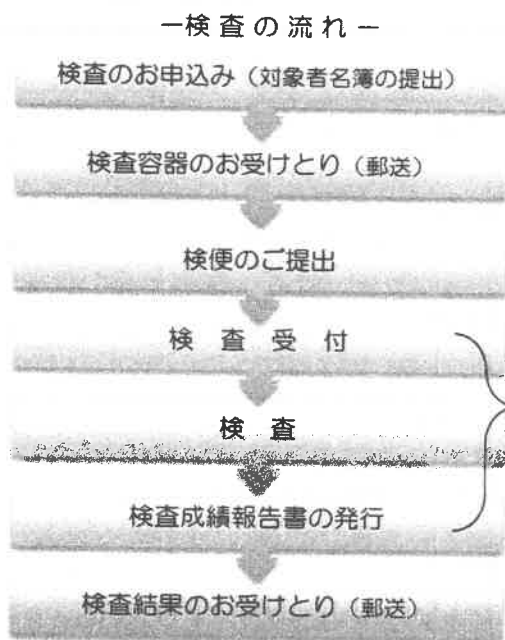 －検査の流れ－
検査のお申込み（対象者名簿の提出）
検査容器のお受けとり（郵送）
検便のご提出
検査受付
検査
検査成績報告書の発行
検査結果のお受けとり（郵送）